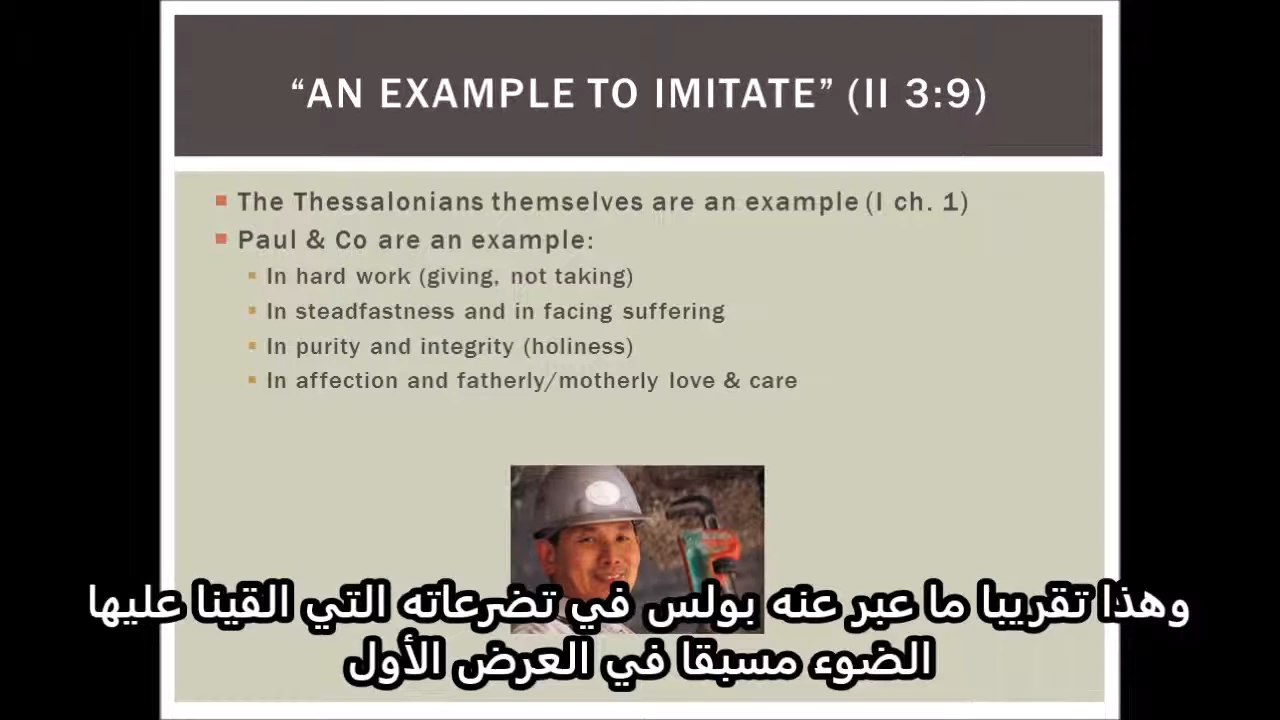 “AN EXAMPLE TO IMITATE” (II 3:9)
The Thessalonians themselves are an example (I ch. 1)
Paul & Co are an example:
In hard work (giving, not taking)
In steadfastness and in facing suffering
In purity and integrity (holiness)
In affection and fatherly/motherly love & care
وهذا تقريبا ما عبر عنه بولس في تضرعاته التي القينا عليها
الضوء مسبقا في العرض الأول